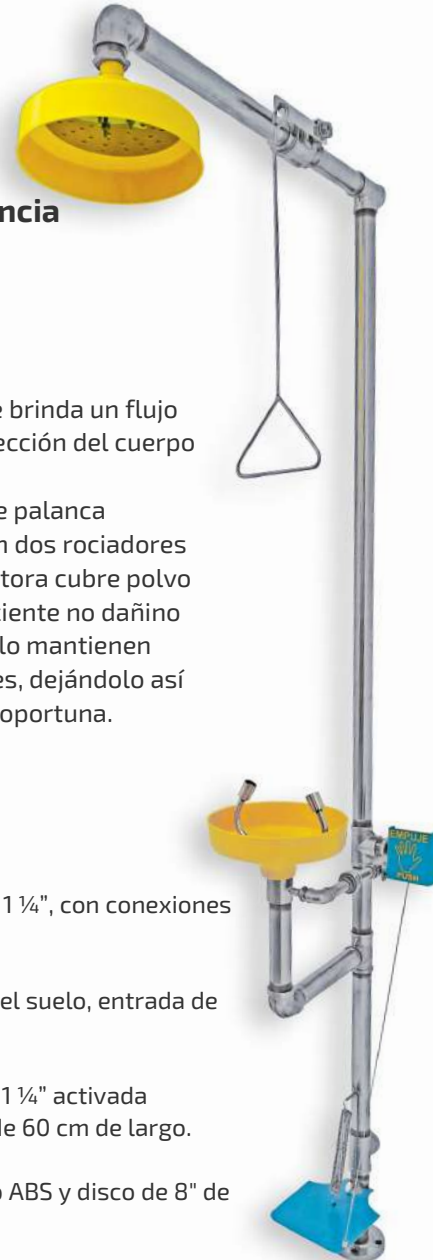 ncia
e brinda un flujo
ección del cuerpo
e palanca
n dos rociadores
tora cubre polvo
ciente no dañino
lo mantienen
es, dejándolo así
oportuna.
EMPUJE
PUSH
1 ¼”, con conexiones
el suelo, entrada de
1 ¼” activada
de 60 cm de largo.
o ABS y disco de 8" de